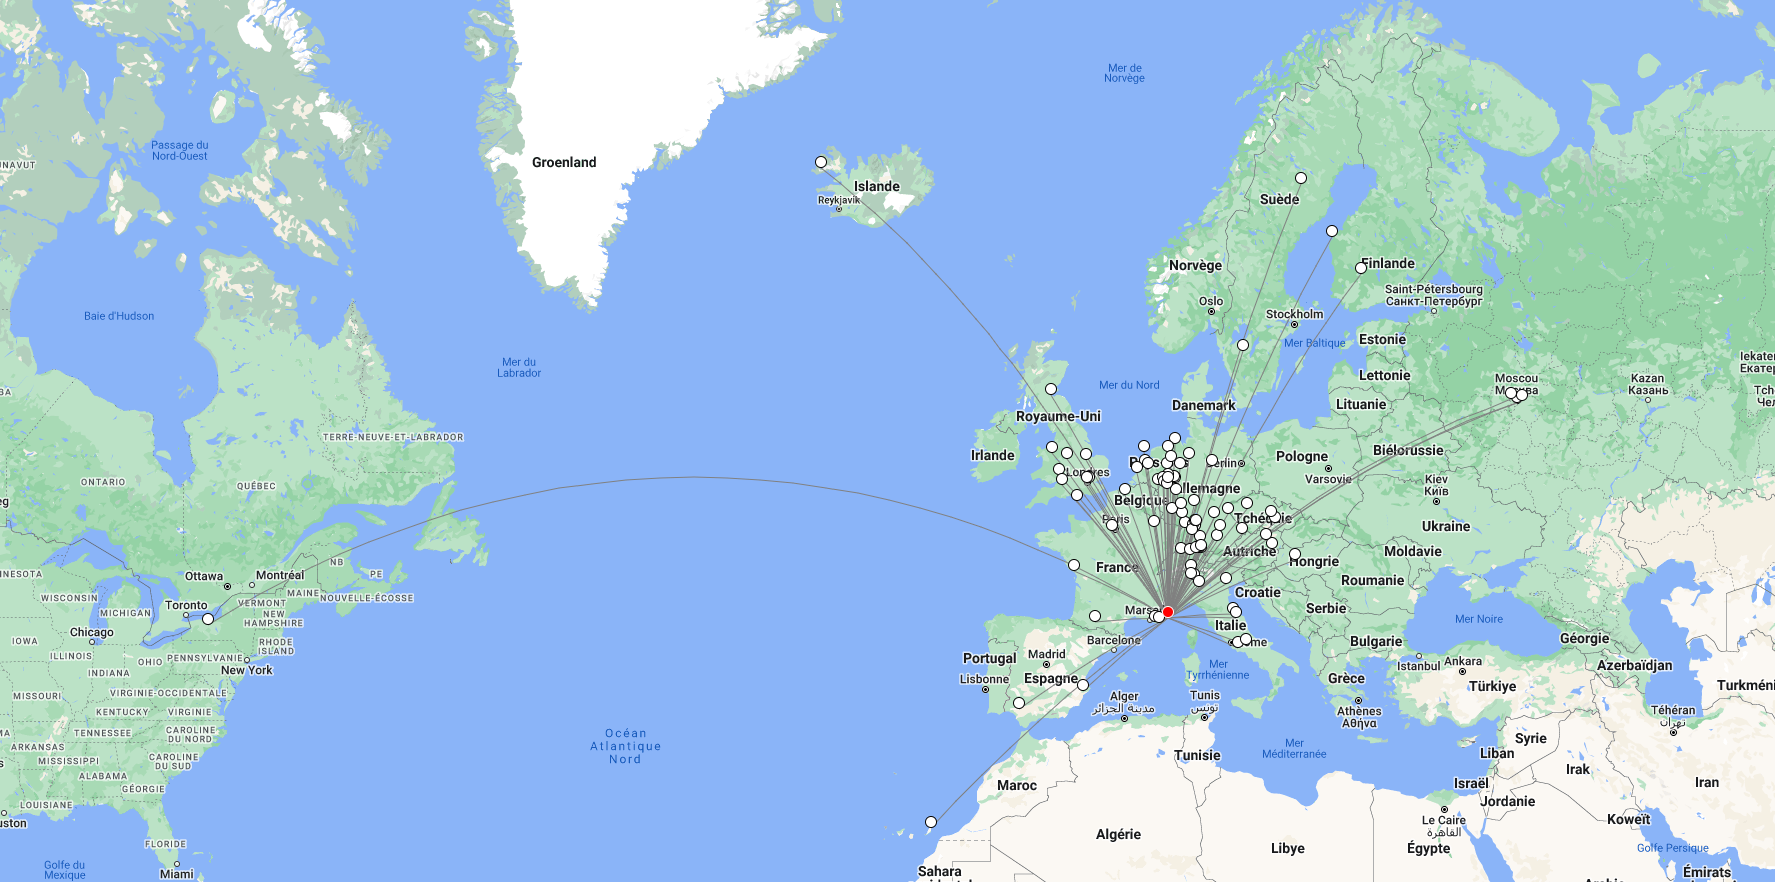 Mer de
Norvège
Passage du
Nord-Ouest
NAVUT
Groenland
Islande
Reykjavik
Suède
Norvège
Finlande
Saint-Pétersbourg
Санкт-Петербург
Oslo
Stockholm
Baie d'Hudson
Mer du
Labrador
Mer Baltique
Estonie
Lettonie
Mer du Nord
Moscou
Kazan
Казань
Iekater
Екатер
Danemark
Lituanie
Royaume-Uni
Irlande
TERRE-NEUVE-ET-LABRADOR
Biélorussie
Pologne
Varsovie
Berlin
Londres
ONTARIO
QUÉBEC
Kiev
Київ
Allemagne
Belgique
Paris
Tchéquie
Ukraine
Autriche
Moldavie
Hongrie
France
NB
PE
Ottawa
Montréal
MAINE
NOUVELLE-ÉCOSSE
NNESOTA
WISCONSIN
MICHIGAN
Toronto
VERMONT
NEW
HAMPSHIRE
Roumanie
Croatie
Serbie
Mer Noire
Chicago
IOWA
ILLINOIS
INDIANA
OHIO
PENNSYLVANIE
RHODE
ISLAND
New York
Italie
Barcelone
Bulgarie
Géorgie
Istanbul
Ankara
Azerbaïdjan
Portugal
Madrid
Lisbonne
Espagne
Mer
Tyrrhénienne
Grèce
Türkiye
Turkméni
MISSOURI
VIRGINIE-OCCIDENTALE
KENTUCKY
VIRGINIE
Alger
مدينة الجزائر
Tunis
تونس
Athènes
Αθήνα
Téhéran
تهران
TENNESSEE
CAROLINE
DU NORD
ARKANSAS
MISSISSIPPI
CAROLINE
DU SUD
Océan
Atlantique
Nord
Mer
Méditerranée
Tunisie
Syrie
Liban
Irak
Iran
ALABAMA
GÉORGIE
Maroc
Israël
Jordanie
LOUISIANE
uston
Le Caire
القاهرة
Koweït
Algérie
Libye
Égypte
Golfe Persique
FLORIDE
Golfe du
Mexique
Miami
Sahara
Émirats